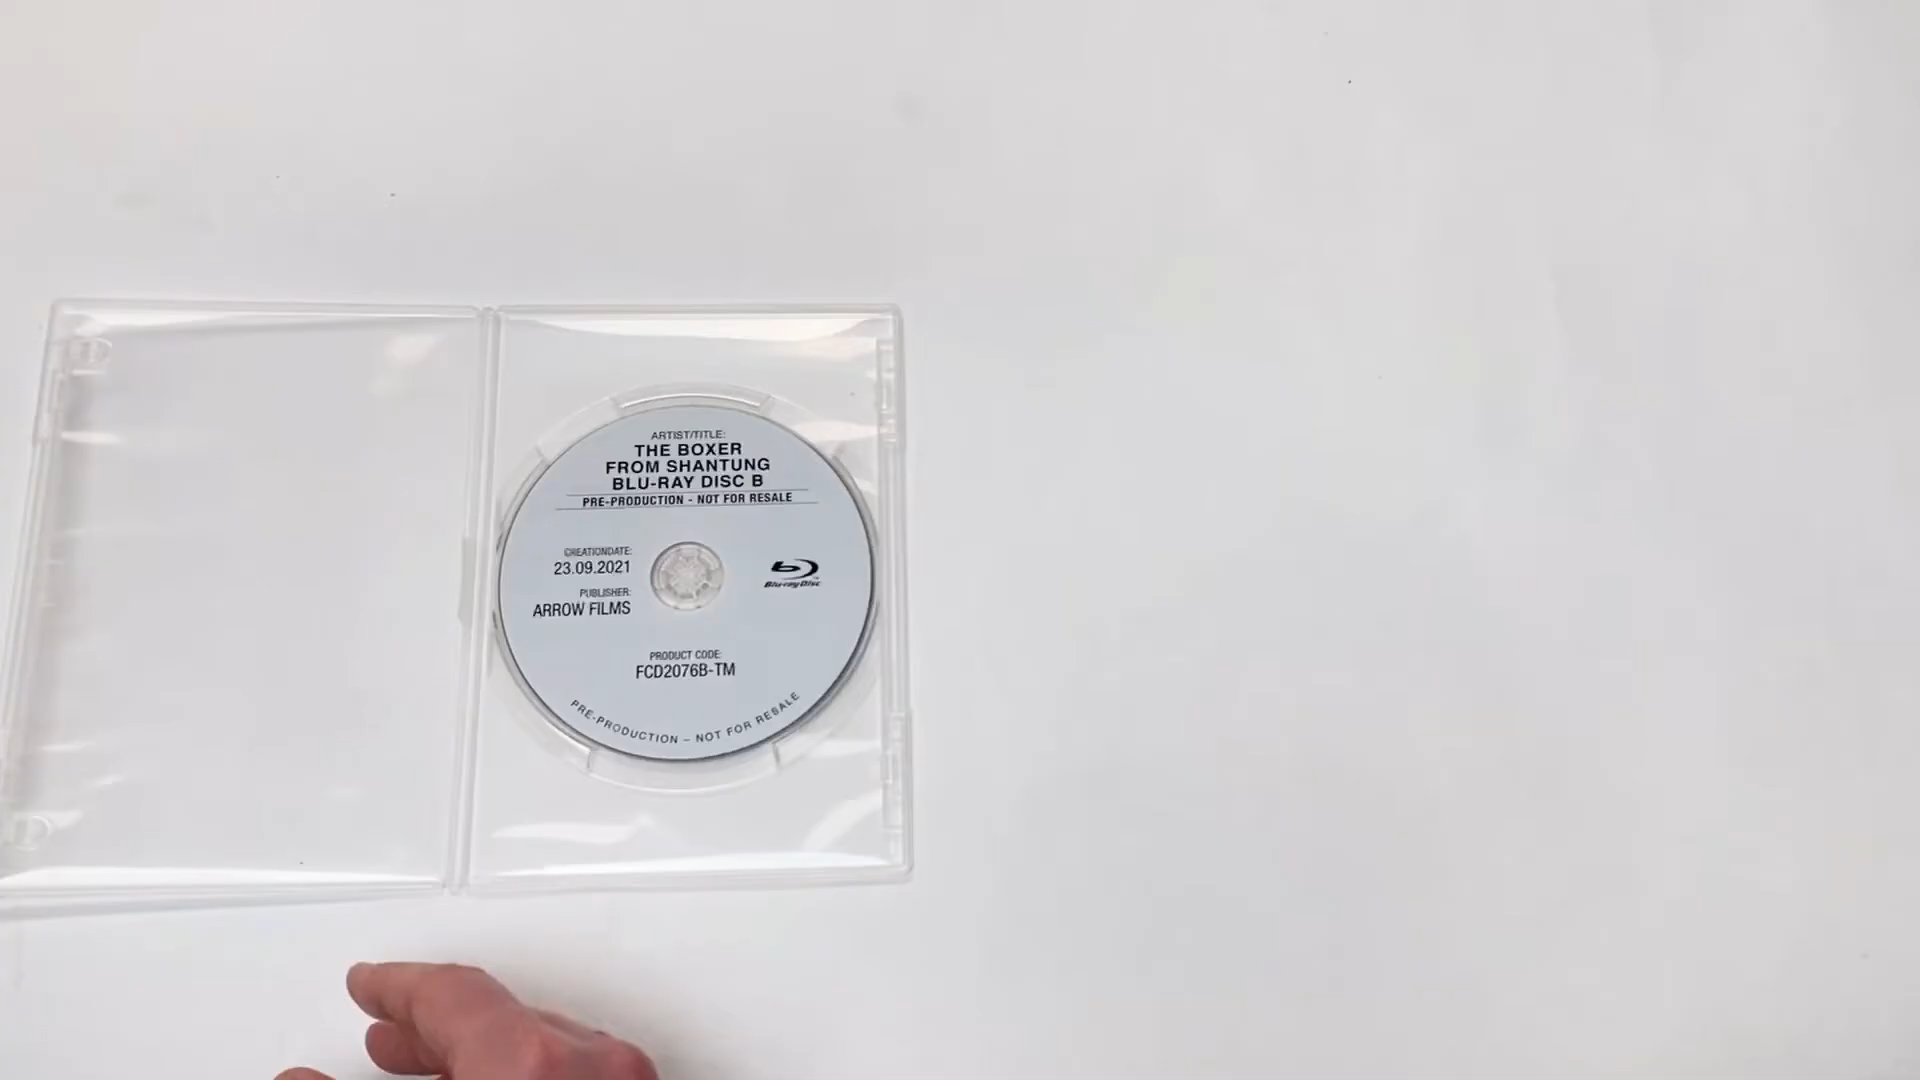 ARTIST/TITLE:
THE BOXER
FROM SHANTUNG
BLU-RAY DISC B
PRE-PRODUCTION - NOT FOR RESALE
CREATIONDATE:
23.09.2021
PUBLISHER:
ARROW FILMS
Blu-ray Disc
PRODUCT CODE:
FCD2076B-TM
PRE-PRODUCTION – NOT FOR RESALE